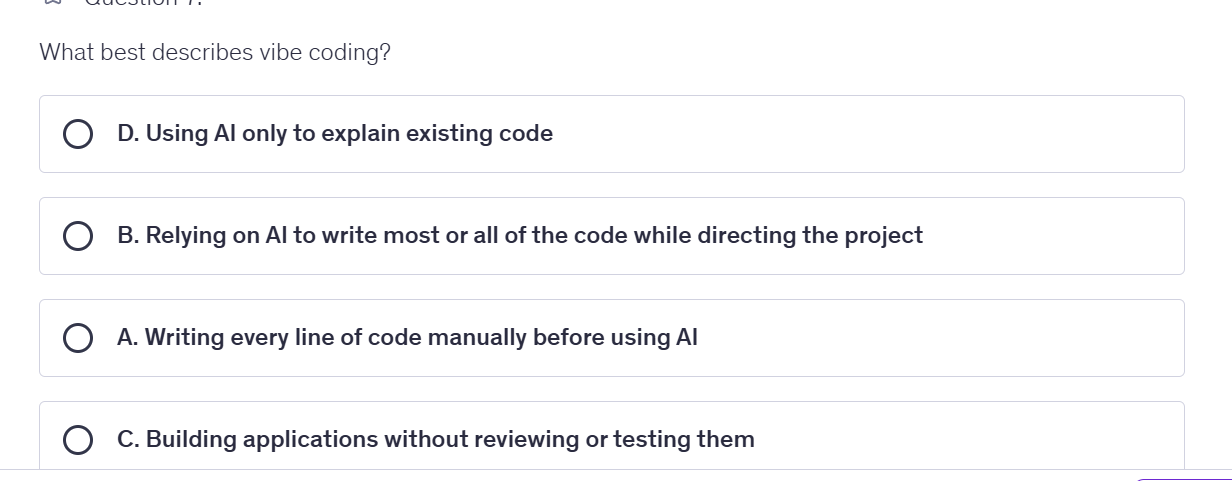 Question 7:
What best describes vibe coding?
D. Using AI only to explain existing code
B. Relying on AI to write most or all of the code while directing the project
A. Writing every line of code manually before using AI
C. Building applications without reviewing or testing them